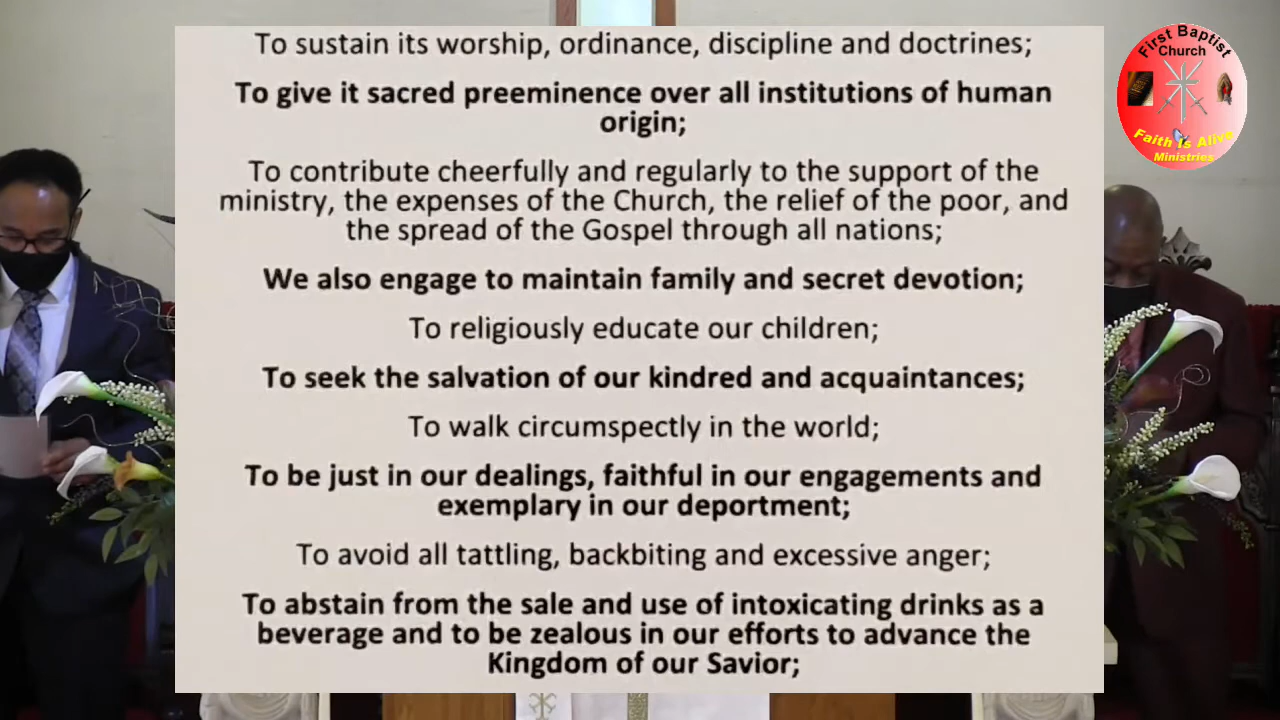 To sustain its worship, ordinance, discipline and doctrines;
To give it sacred preeminence over all institutions of human
origin;
To contribute cheerfully and regularly to the support of the
ministry, the expenses of the Church, the relief of the poor, and
the spread of the Gospel through all nations;
We also engage to maintain family and secret devotion;
To religiously educate our children;
To seek the salvation of our kindred and acquaintances;
To walk circumspectly in the world;
To be just in our dealings, faithful in our engagements and
exemplary in our deportment;
To avoid all tattling, backbiting and excessive anger;
To abstain from the sale and use of intoxicating drinks as a
beverage and to be zealous in our efforts to advance the
Kingdom of our Savior;
First Baptist
Church
Faith Is Alive
Ministries